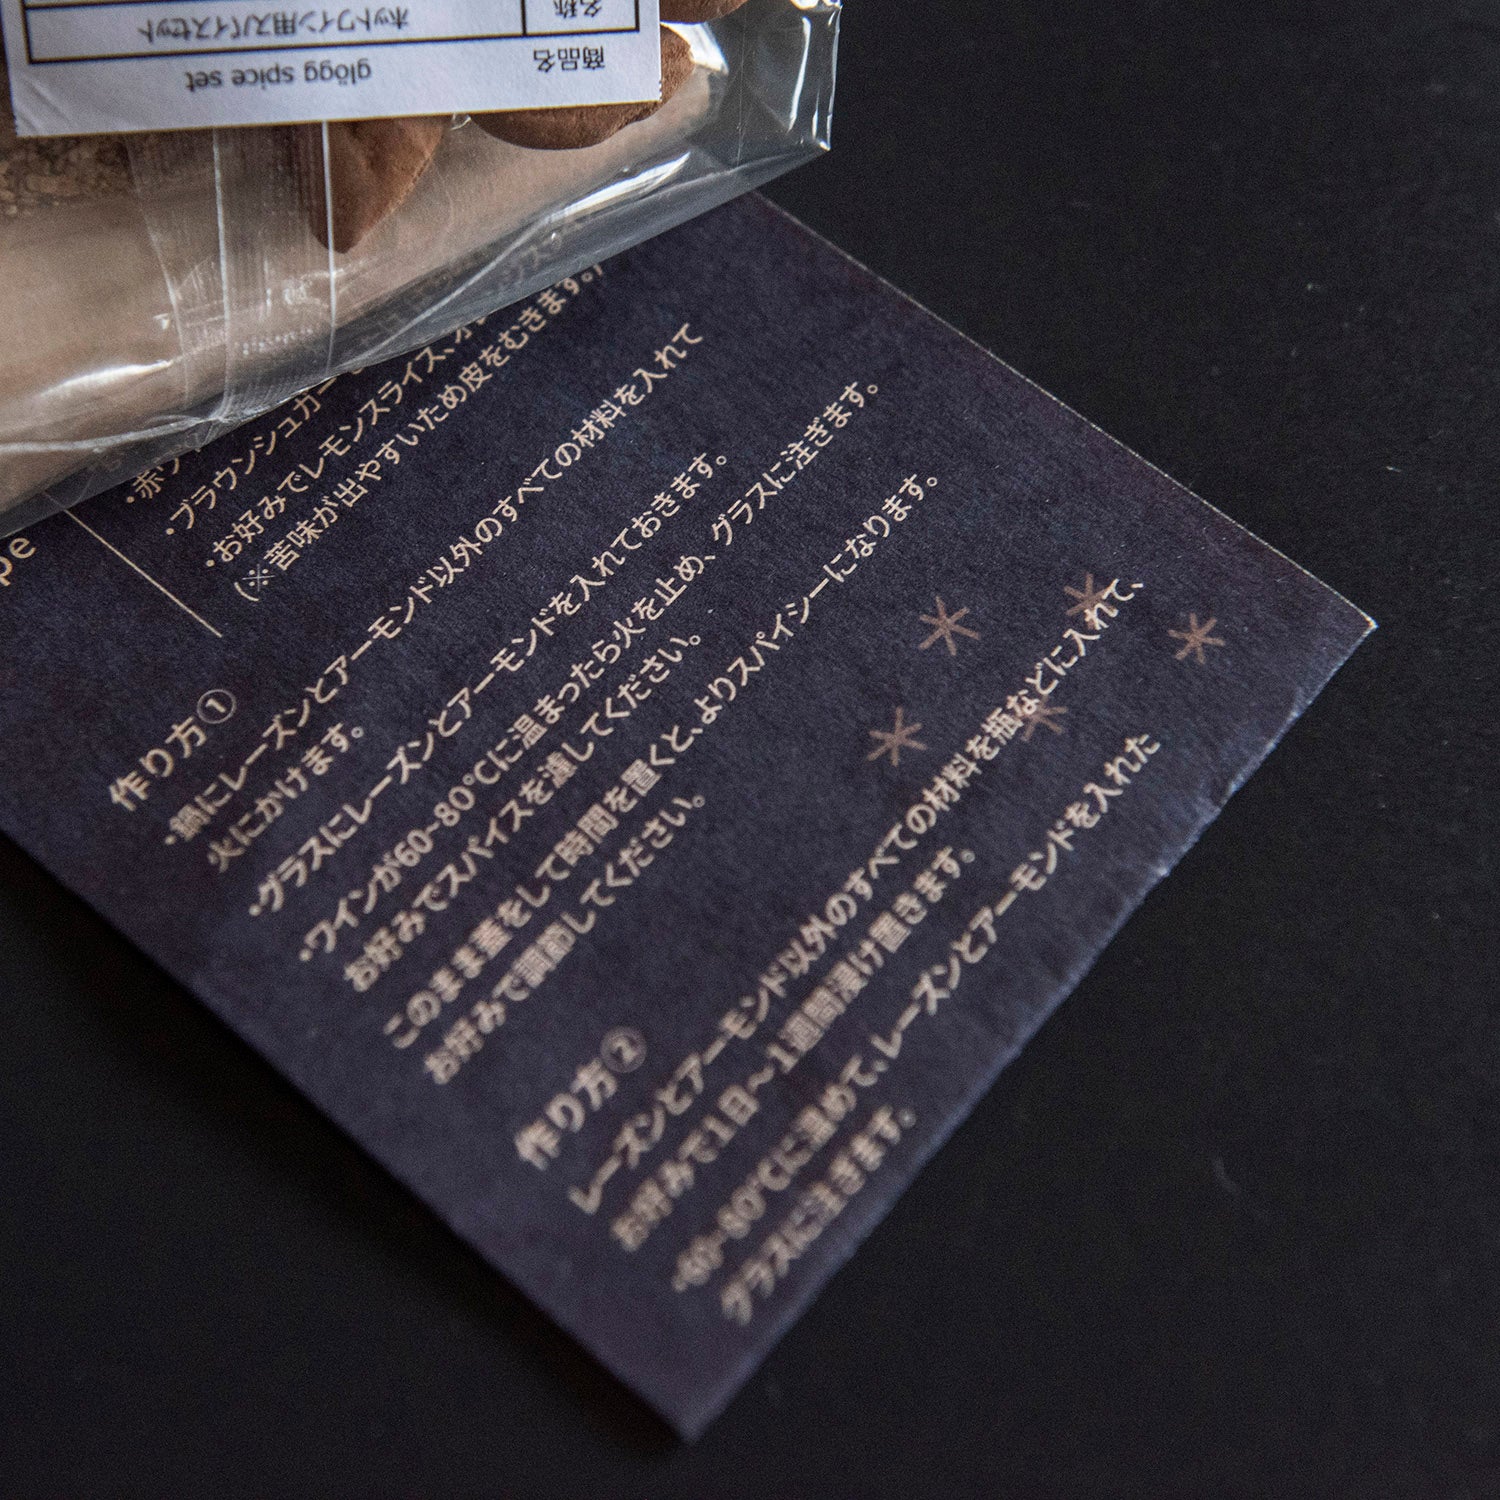 商品名 glögg spice set
名称 ホットワイン用スパイスセット
pe
・赤ワ
・ブラウンシュガー
・お好みでレモンスライス、オレンジス
(※苦味が出やすいため皮をむきます。)
作り方①
・鍋にレーズンとアーモンド以外のすべての材料を入れて
火にかけます。
・グラスにレーズンとアーモンドを入れておきます。
・ワインが60~80℃に温まったら火を止め、グラスに注ぎます。
お好みでスパイスを濾してください。
このまま蓋をして時間を置くと、よりスパイシーになります。
お好みで調節してください。
作り方②
レーズンとアーモンド以外のすべての材料を瓶などに入れて、
お好みで1日～1週間浸け置きます。
・60~80℃に温めて、レーズンとアーモンドを入れた
グラスに注ぎます。